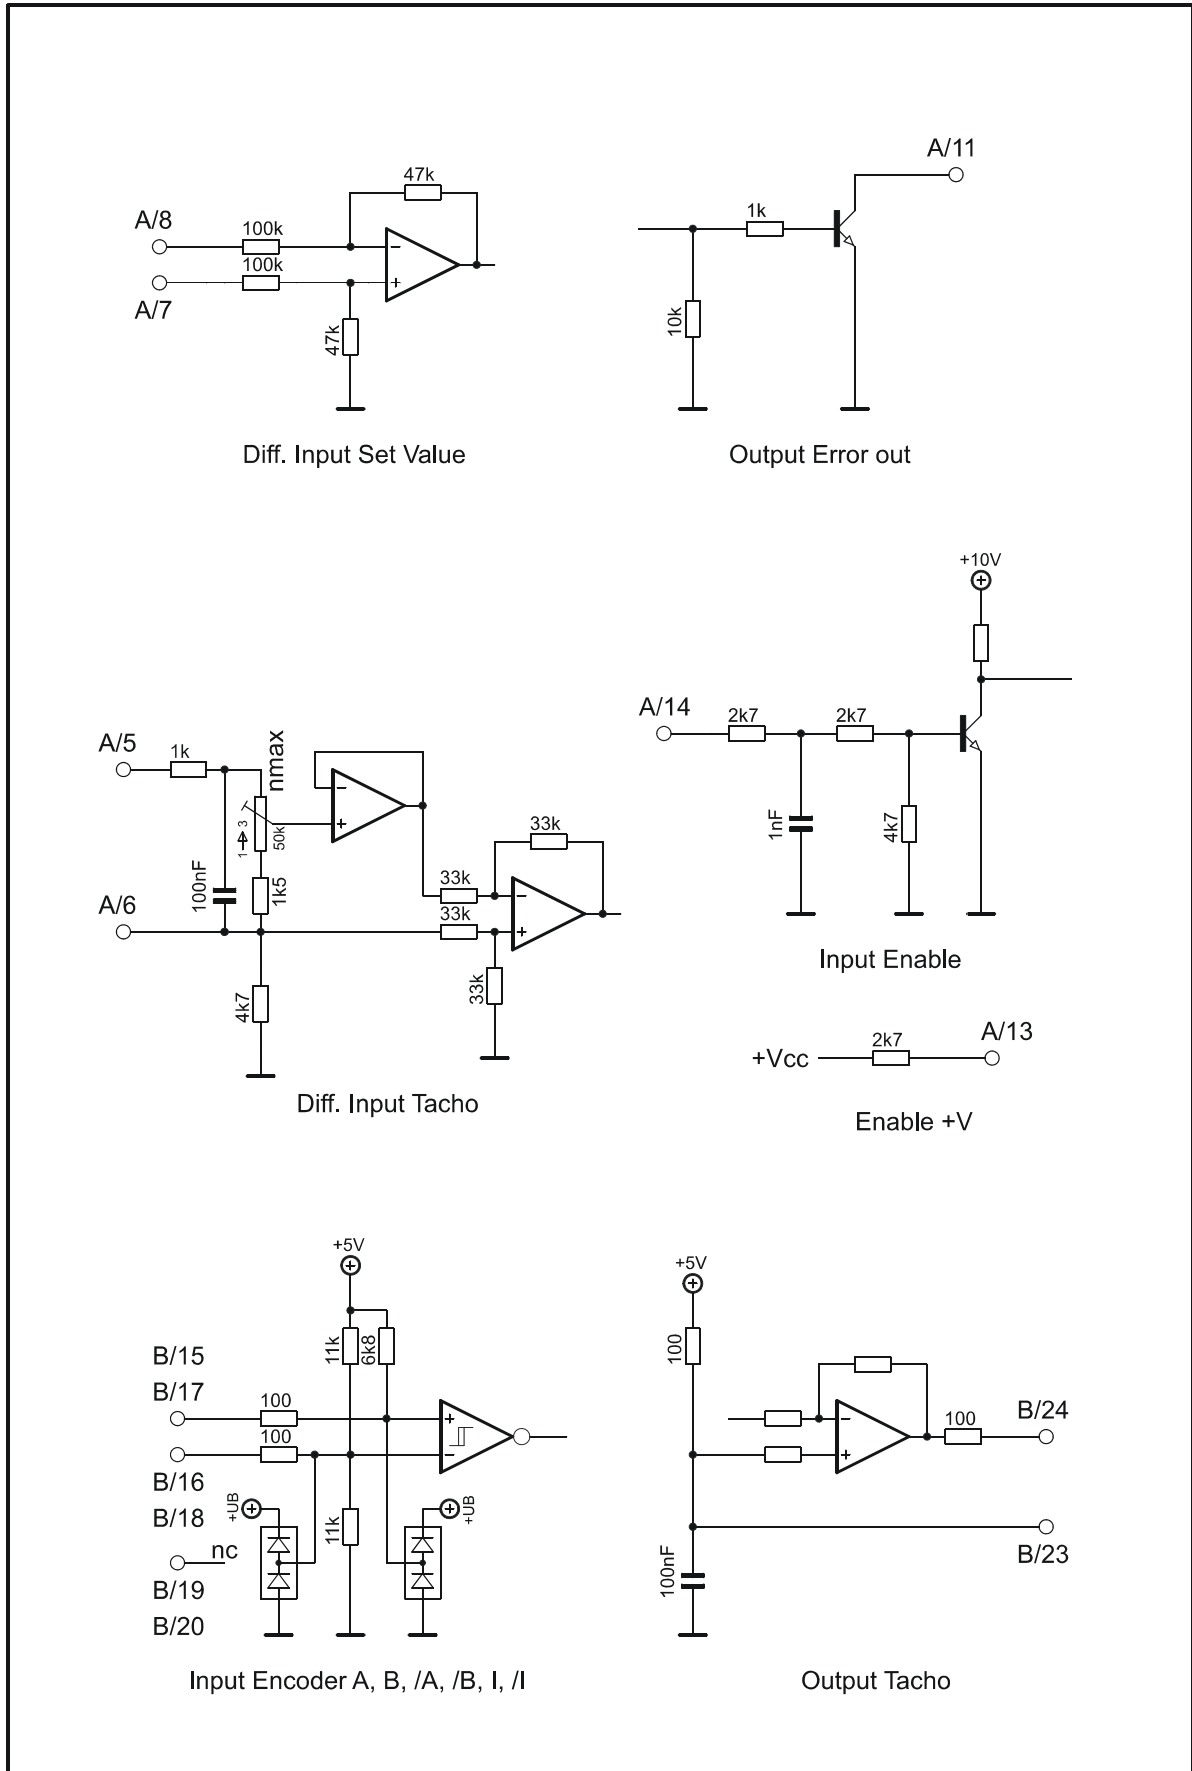 A/8
100k
47k
100k
A/7
47k
−
+
Diff. Input Set Value
A/11
1k
10k
Output Error out
A/5
1k
nmax
1 3
50k
100nF
1k5
A/6
4k7
−
+
33k
33k
33k
33k
−
+
Diff. Input Tacho
+10V
A/14
2k7
2k7
1nF
4k7
Input Enable
+Vcc
2k7
A/13
Enable +V
+5V
11k
6k8
B/15
B/17
100
100
B/16
B/18
+
−
+UB
11k
+UB
nc
B/19
B/20
Input Encoder A, B, /A, /B, I, /I
+5V
100
−
+
100
B/24
B/23
100nF
Output Tacho